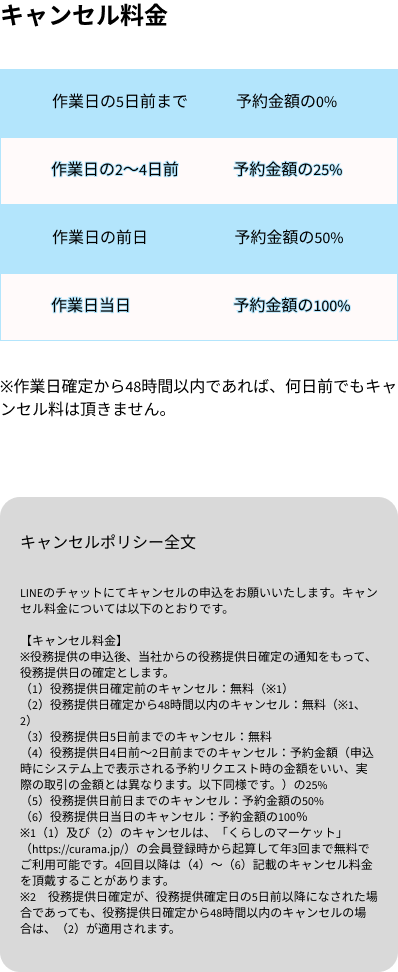 キャンセル料金
作業日の5日前まで 予約金額の0%
作業日の2〜4日前 予約金額の25%
作業日の前日 予約金額の50%
作業日当日 予約金額の100%
※作業日確定から48時間以内であれば、何日前でもキャ
ンセル料は頂きません。
キャンセルポリシー全文
LINEのチャットにてキャンセルの申込をお願いいたします。キャン
セル料金については以下のとおりです。
【キャンセル料金】
※役務提供の申込後、当社からの役務提供日確定の通知をもって、
役務提供日の確定とします。
（1）役務提供日確定前のキャンセル：無料（※1）
（2）役務提供日確定から48時間以内のキャンセル：無料（※1、
2）
（3）役務提供日5日前までのキャンセル：無料
（4）役務提供日4日前〜2日前までのキャンセル：予約金額（申込
時にシステム上で表示される予約リクエスト時の金額をいい、実
際の取引の金額とは異なります。以下同様です。）の25%
（5）役務提供日前日までのキャンセル：予約金額の50%
（6）役務提供日当日のキャンセル：予約金額の100％
※1（1）及び（2）のキャンセルは、「くらしのマーケット」
（https://curama.jp/）の会員登録時から起算して年3回まで無料で
ご利用可能です。4回目以降は（4）〜（6）記載のキャンセル料金
を頂戴することがあります。
※2　役務提供日確定が、役務提供確定日の5日前以降になされた場
合であっても、役務提供日確定から48時間以内のキャンセルの場
合は、（2）が適用されます。